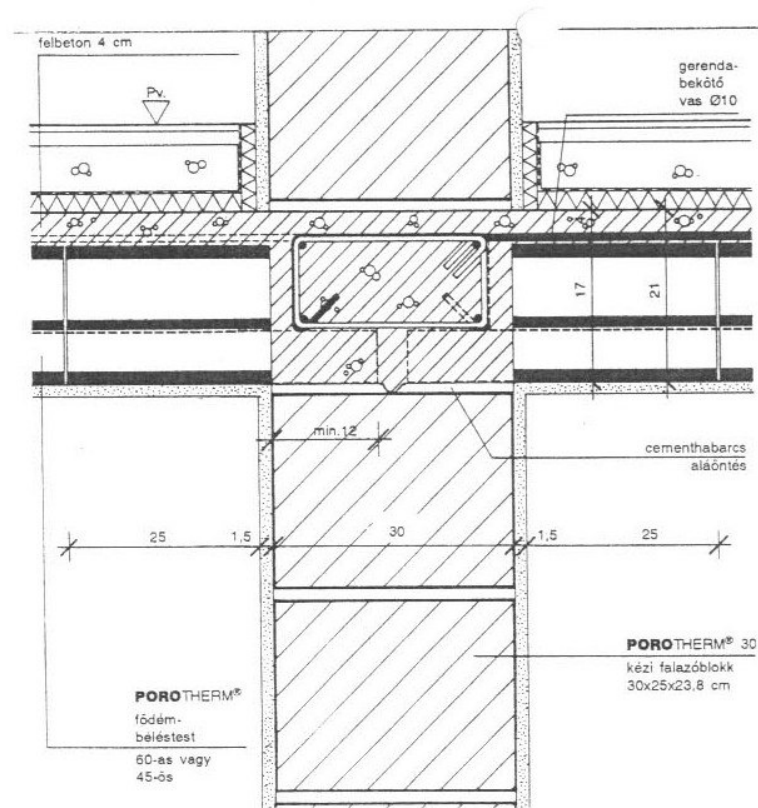 felbeton 4 cm
Pv.
gerenda-
bekötő
vas Ø10
4
17
21
min.12
cementhabarcs
aláöntés
25
1,5
30
1,5
25
POROTHERM® 30
kézi falazóblokk
30x25x23,8 cm
POROTHERM®
födém-
béléstest
60-as vagy
45-ös